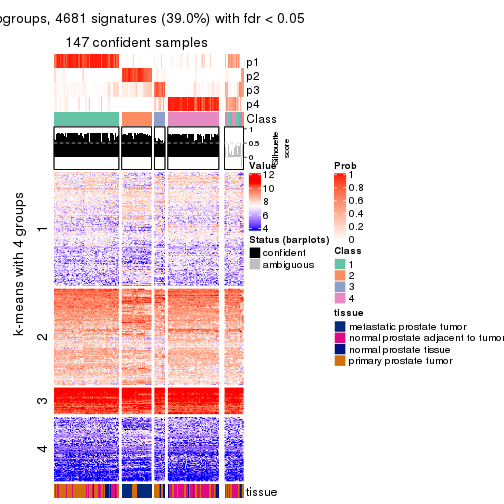 ogroups, 4681 signatures (39.0%) with fdr < 0.05
147 confident samples
p1
p2
p3
p4
Class
1
0.5
0
Silhouette
score
k-means with 4 groups
1
2
3
4
tissue
Value
12
10
8
6
4
Status (barplots)
confident
ambiguous
Prob
1
0.8
0.6
0.4
0.2
0
Class
1
2
3
4
tissue
metastatic prostate tumor
normal prostate adjacent to tumor
normal prostate tissue
primary prostate tumor